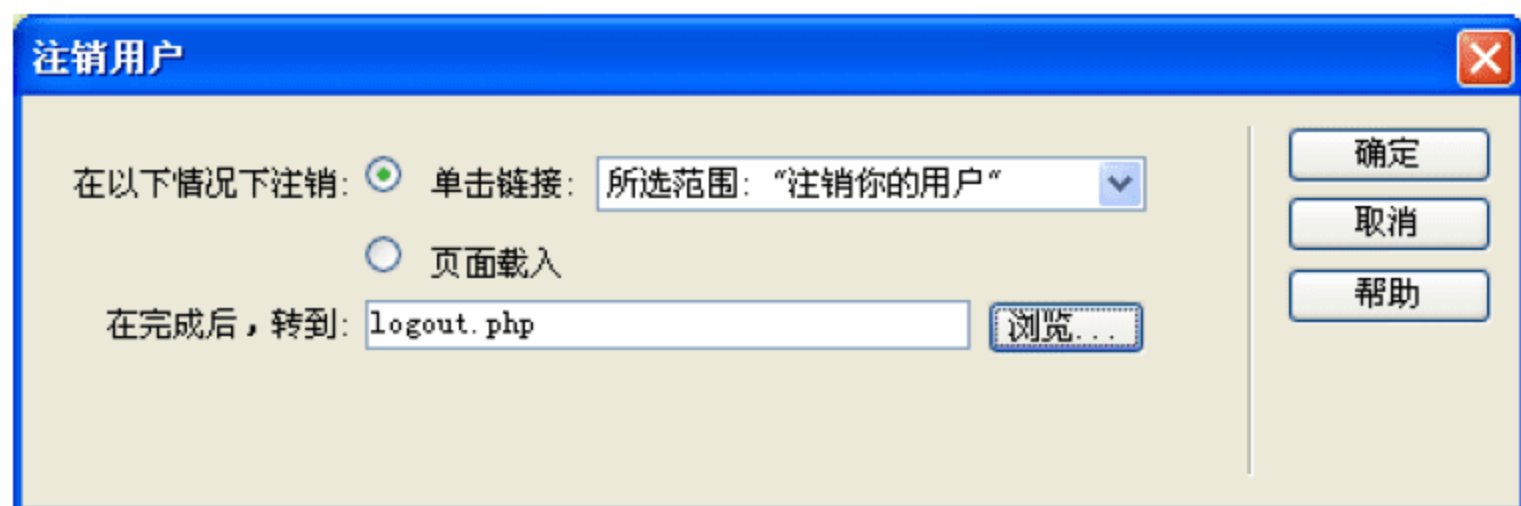 注销用户
在以下情况下注销: 单击链接: 所选范围: “注销你的用户” 确定
取消
页面载入
在完成后,转到: logout.php 浏览... 帮助